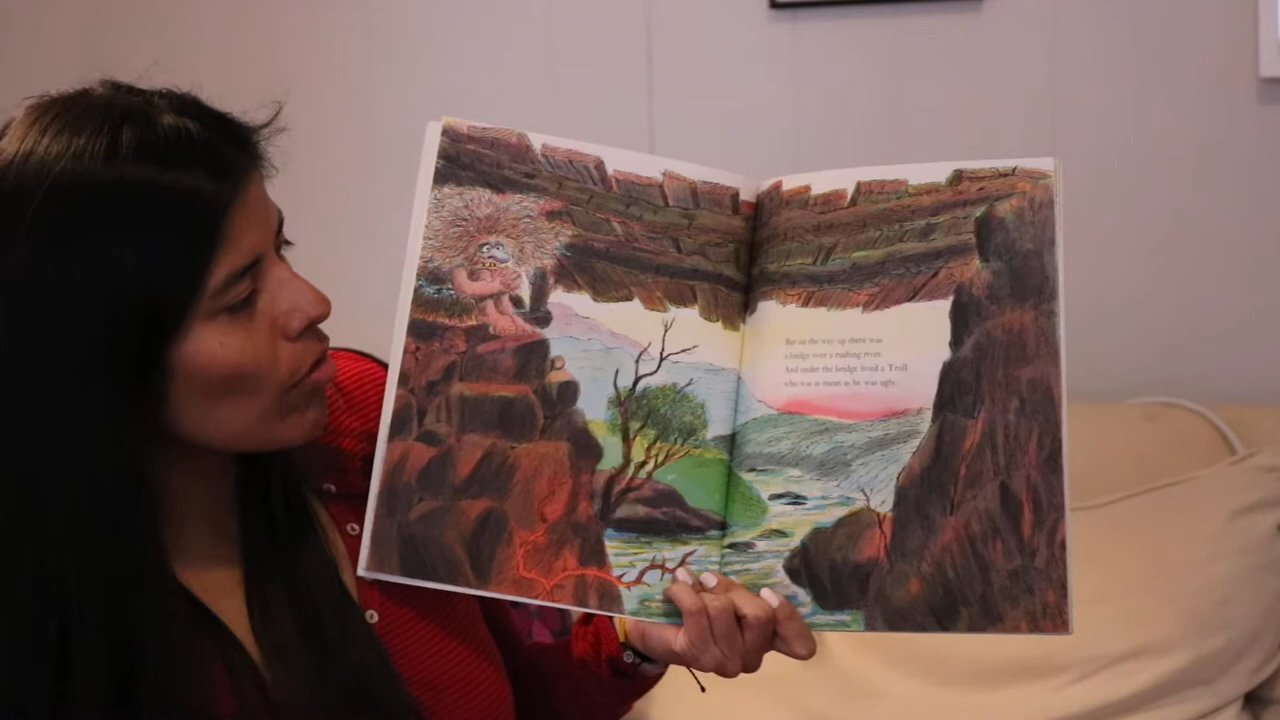 But on the way up there was
a bridge over a rushing river.
And under the bridge lived a Troll
who was as mean as he was ugly.